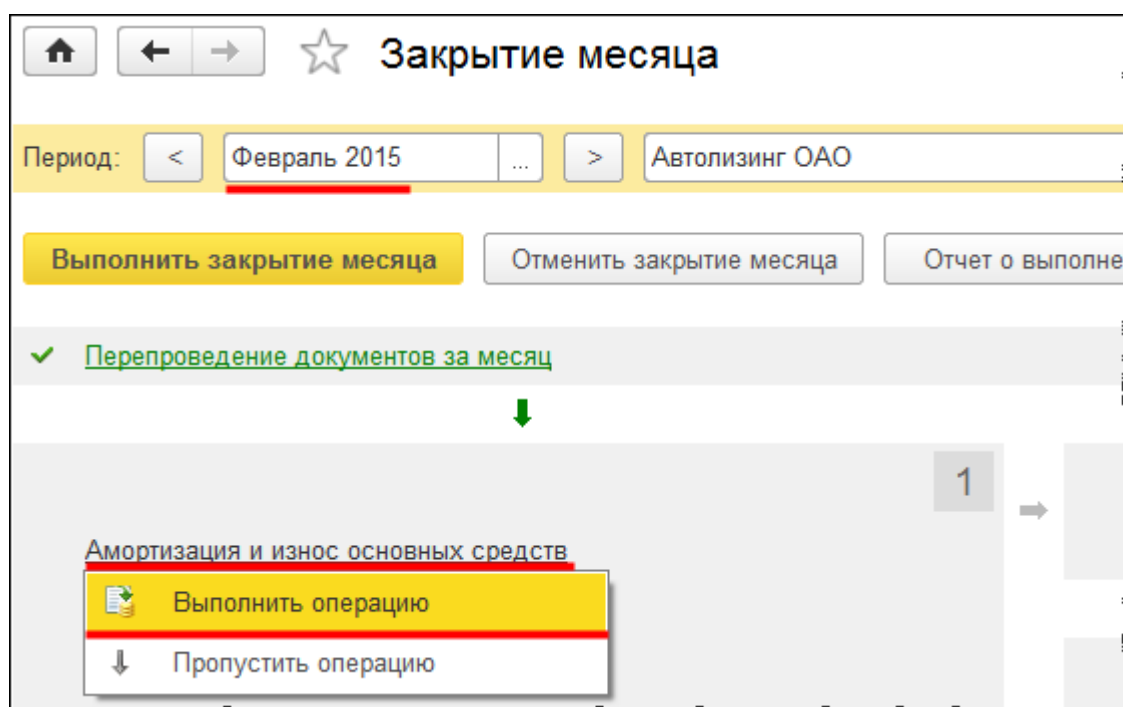 Закрытие месяца
Период: < Февраль 2015 ... > Автолизинг ОАО
Выполнить закрытие месяца Отменить закрытие месяца Отчет о выполне
Перепроведение документов за месяц
1
Амортизация и износ основных средств
Выполнить операцию
Пропустить операцию